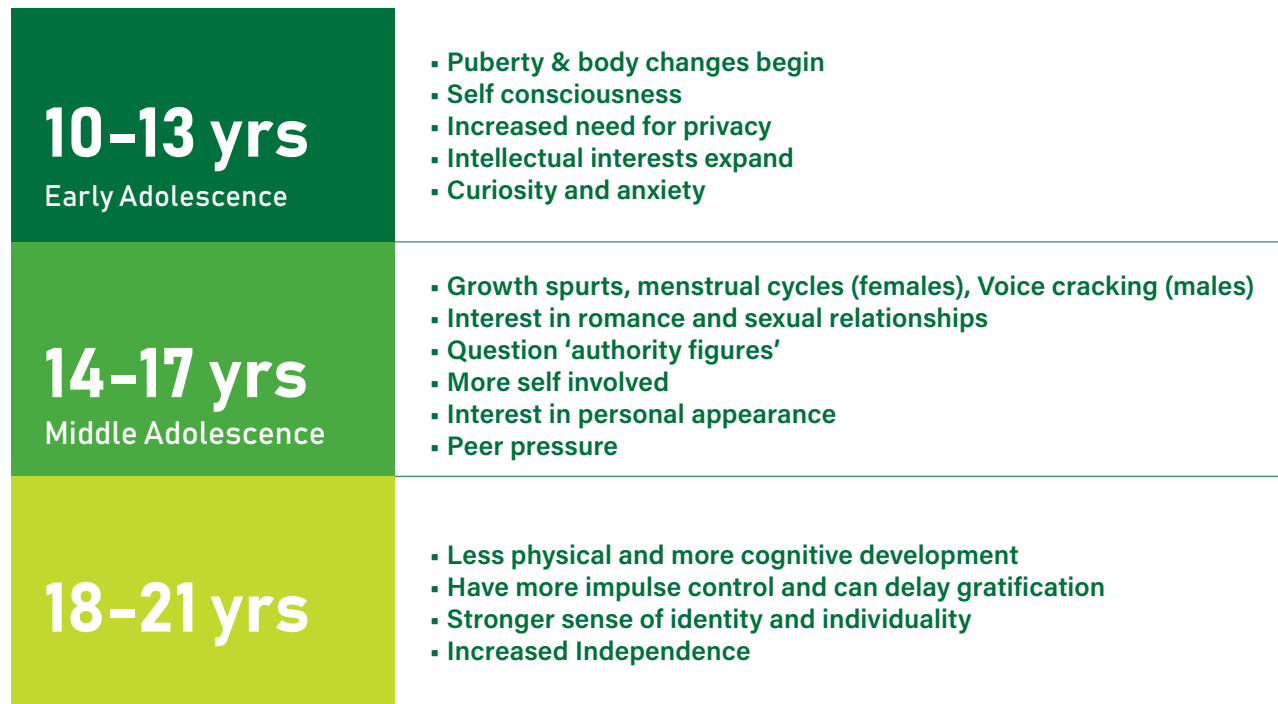 10-13 yrs
Early Adolescence
▪ Puberty & body changes begin
▪ Self consciousness
▪ Increased need for privacy
▪ Intellectual interests expand
▪ Curiosity and anxiety
14-17 yrs
Middle Adolescence
▪ Growth spurts, menstrual cycles (females), Voice cracking (males)
▪ Interest in romance and sexual relationships
▪ Question ‘authority figures’
▪ More self involved
▪ Interest in personal appearance
▪ Peer pressure
18-21 yrs
▪ Less physical and more cognitive development
▪ Have more impulse control and can delay gratification
▪ Stronger sense of identity and individuality
▪ Increased Independence